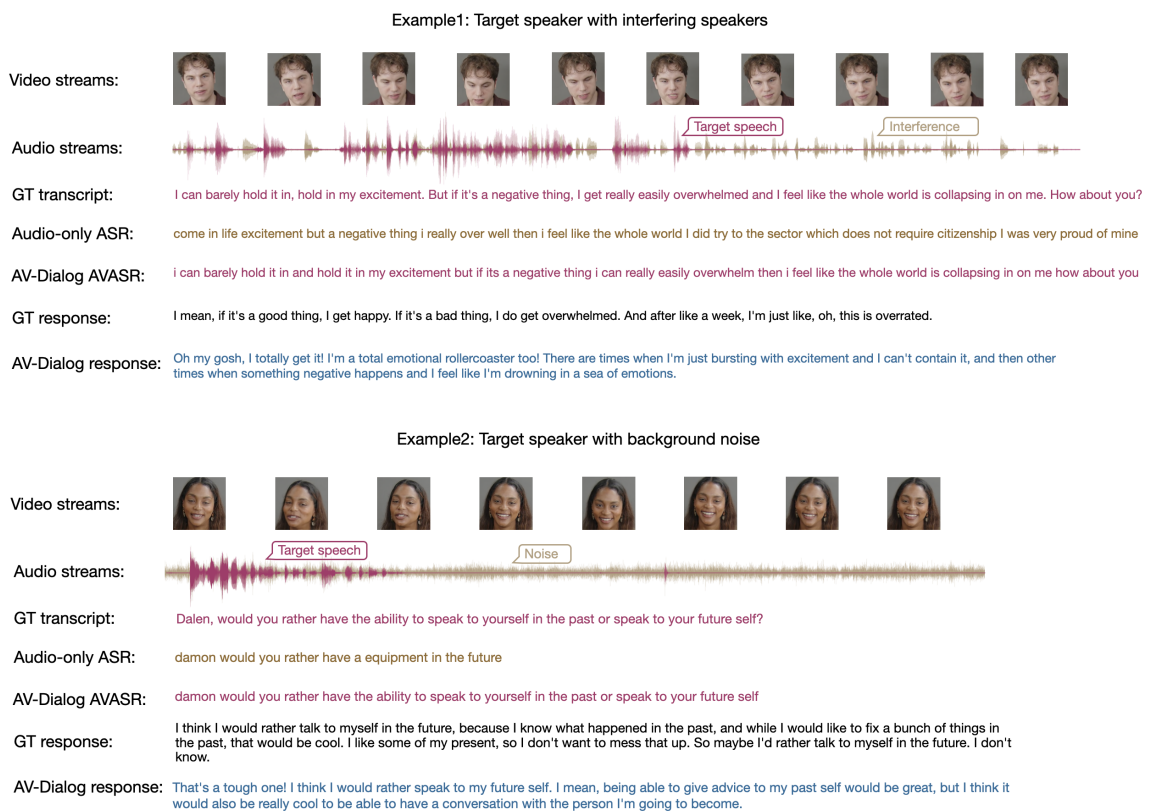 Example1: Target speaker with interfering speakers
Video streams:
Target speech
Interference
Audio streams:
GT transcript:
I can barely hold it in, hold in my excitement. But if it's a negative thing, I get really easily overwhelmed and I feel like the whole world is collapsing in on me. How about you?
Audio-only ASR:
come in life excitement but a negative thing i really over well then i feel like the whole world I did try to the sector which does not require citizenship I was very proud of mine
AV-Dialog AVASR:
i can barely hold it in and hold it in my excitement but if its a negative thing i can really easily overwhelm then i feel like the whole world is collapsing in on me how about you
GT response:
I mean, if it's a good thing, I get happy. If it's a bad thing, I do get overwhelmed. And after like a week, I'm just like, oh, this is overrated.
AV-Dialog response:
Oh my gosh, I totally get it! I'm a total emotional rollercoaster too! There are times when I'm just bursting with excitement and I can't contain it, and then other
times when something negative happens and I feel like I'm drowning in a sea of emotions.
Example2: Target speaker with background noise
Video streams:
Target speech
Noise
Audio streams:
GT transcript:
Dalen, would you rather have the ability to speak to yourself in the past or speak to your future self?
Audio-only ASR:
damon would you rather have a equipment in the future
AV-Dialog AVASR:
damon would you rather have the ability to speak to yourself in the past or speak to your future self
GT response:
I think I would rather talk to myself in the future, because I know what happened in the past, and while I would like to fix a bunch of things in
the past, that would be cool. I like some of my present, so I don't want to mess that up. So maybe I'd rather talk to myself in the future. I don't
know.
AV-Dialog response:
That's a tough one! I think I would rather speak to my future self. I mean, being able to give advice to my past self would be great, but I think it
would also be really cool to be able to have a conversation with the person I'm going to become.